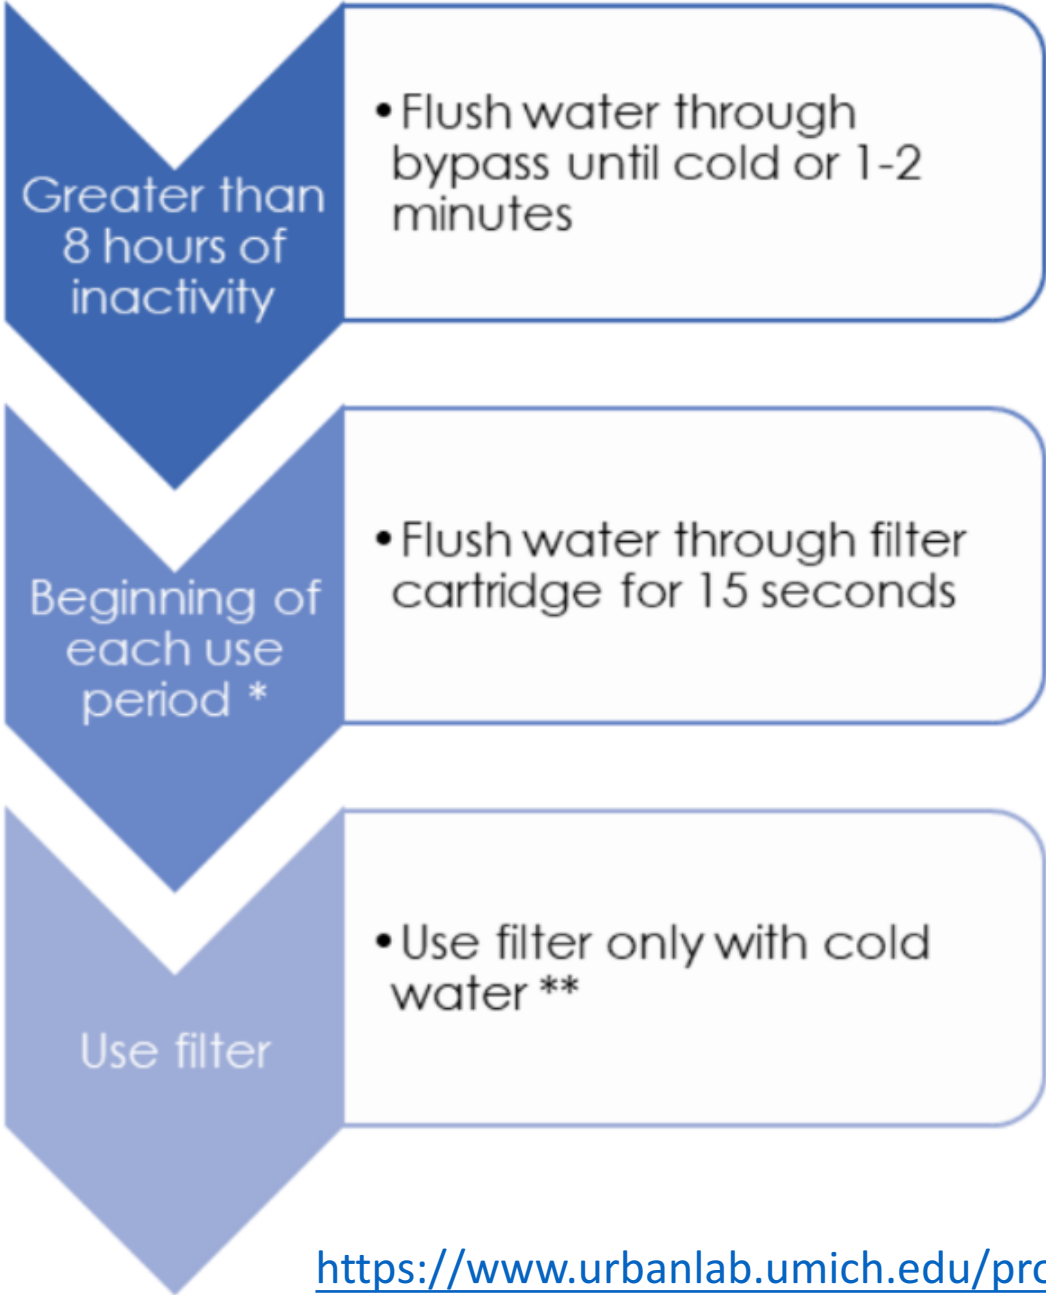 Greater than
8 hours of
inactivity
•Flush water through
bypass until cold or 1-2
minutes
Beginning of
each use
period *
•Flush water through filter
cartridge for 15 seconds
Use filter
•Use filter only with cold
water **
https://www.urbanlab.umich.edu/pro